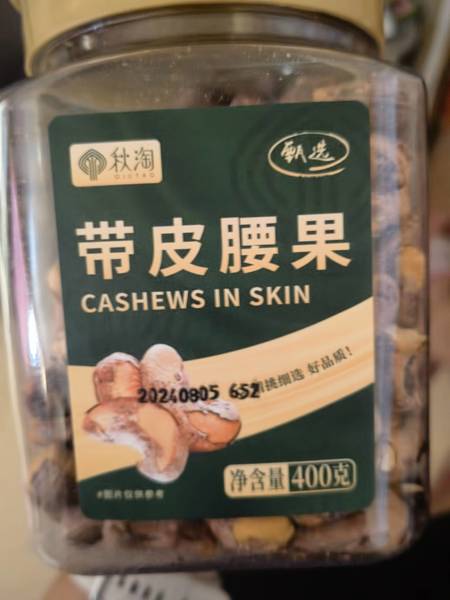 秋淘
QIUTAO
甄选
带皮腰果
CASHEWS IN SKIN
20240805 652
挑细选 好品质!
净含量 400克
#图片仅供参考